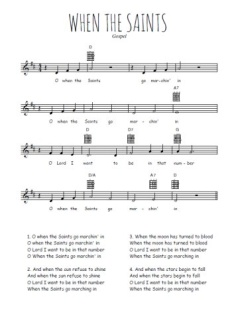 WHEN THE SAINTS
Gospel
D
O when the Saints go mar- chin' in
A7
O when the Saints go mar- chin' in
D D7 G
O Lord I want to be in that num- ber
D/A A7 D
When the Saints go mar- chin' in
1. O when the Saints go marchin' in
O when the Saints go marchin' in
O Lord I want to be in that number
O When the Saints go marchin' in
2. And when the sun refuse to shine
And when the sun refuse to shine
O Lord I want to be in that number
When the Saints go marching in
3. When the moon has turned to blood
When the moon has turned to blood
O Lord I want to be in that number
When the Saints go marching in
4. And when the stars begin to fall
And when the stars begin to fall
O Lord I want to be in that number
When the Saints go marching in